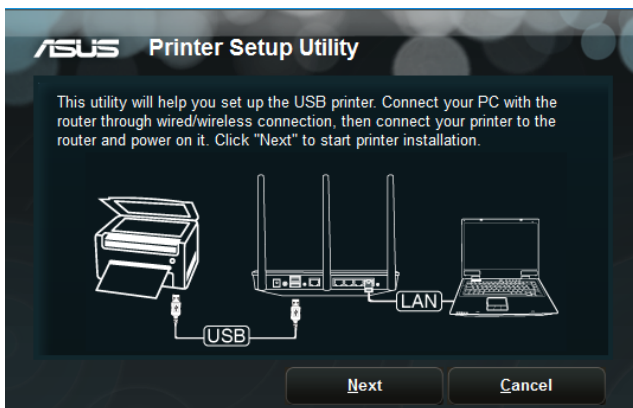 ASUS Printer Setup Utility
This utility will help you set up the USB printer. Connect your PC with the
router through wired/wireless connection, then connect your printer to the
router and power on it. Click "Next" to start printer installation.
LAN
USB
Next
Cancel